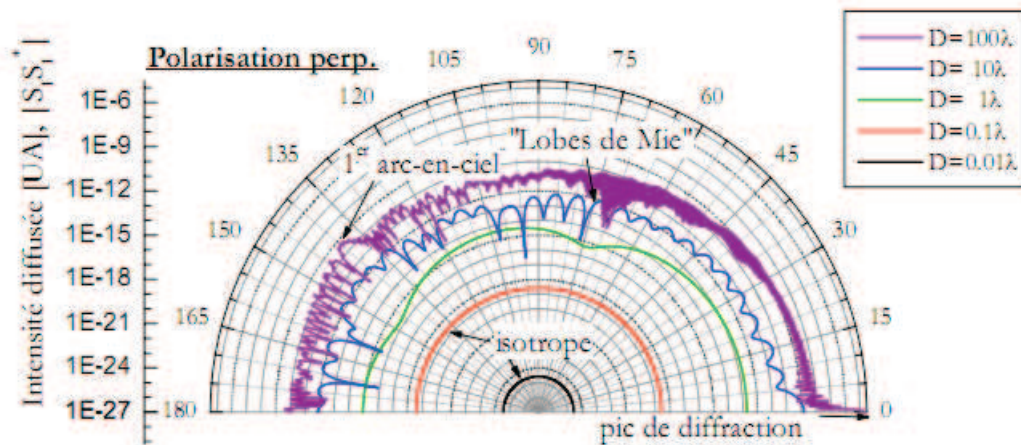 Polarisation perp.
Intensité diffusée [UA], |S₁S₁*|
1E-6
1E-9
1E-12
1E-15
1E-18
1E-21
1E-24
1E-27
180
165
150
135
120
105
90
75
60
45
30
15
0
1er arc-en-ciel
"Lobes de Mie"
isotrope
pic de diffraction
D=100λ
D= 10λ
D= 1λ
D=0.1λ
D=0.01λ